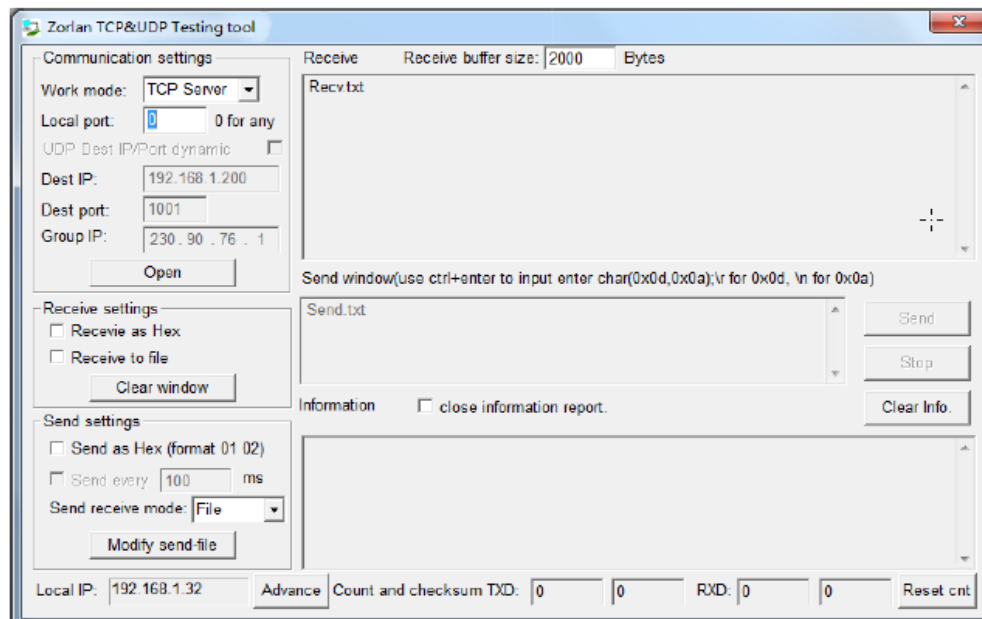 Zorlan TCP&UDP Testing tool
Communication settings
Work mode: TCP Server
Local port: 0 0 for any
UDP Dest IP/Port dynamic
Dest IP: 192.168.1.200
Dest port: 1001
Group IP: 230 . 90 . 76 . 1
Open
Receive settings
Recevie as Hex
Receive to file
Clear window
Send settings
Send as Hex (format 01 02)
Send every 100 ms
Send receive mode: File
Modify send-file
Receive Receive buffer size: 2000 Bytes
Recv.txt
Send window(use ctrl+enter to input enter char(0x0d,0x0a);\r for 0x0d, \n for 0x0a)
Send.txt
Send
Stop
Information close information report.
Clear Info.
Local IP: 192.168.1.32 Advance Count and checksum TXD: 0 0 RXD: 0 0 Reset cnt